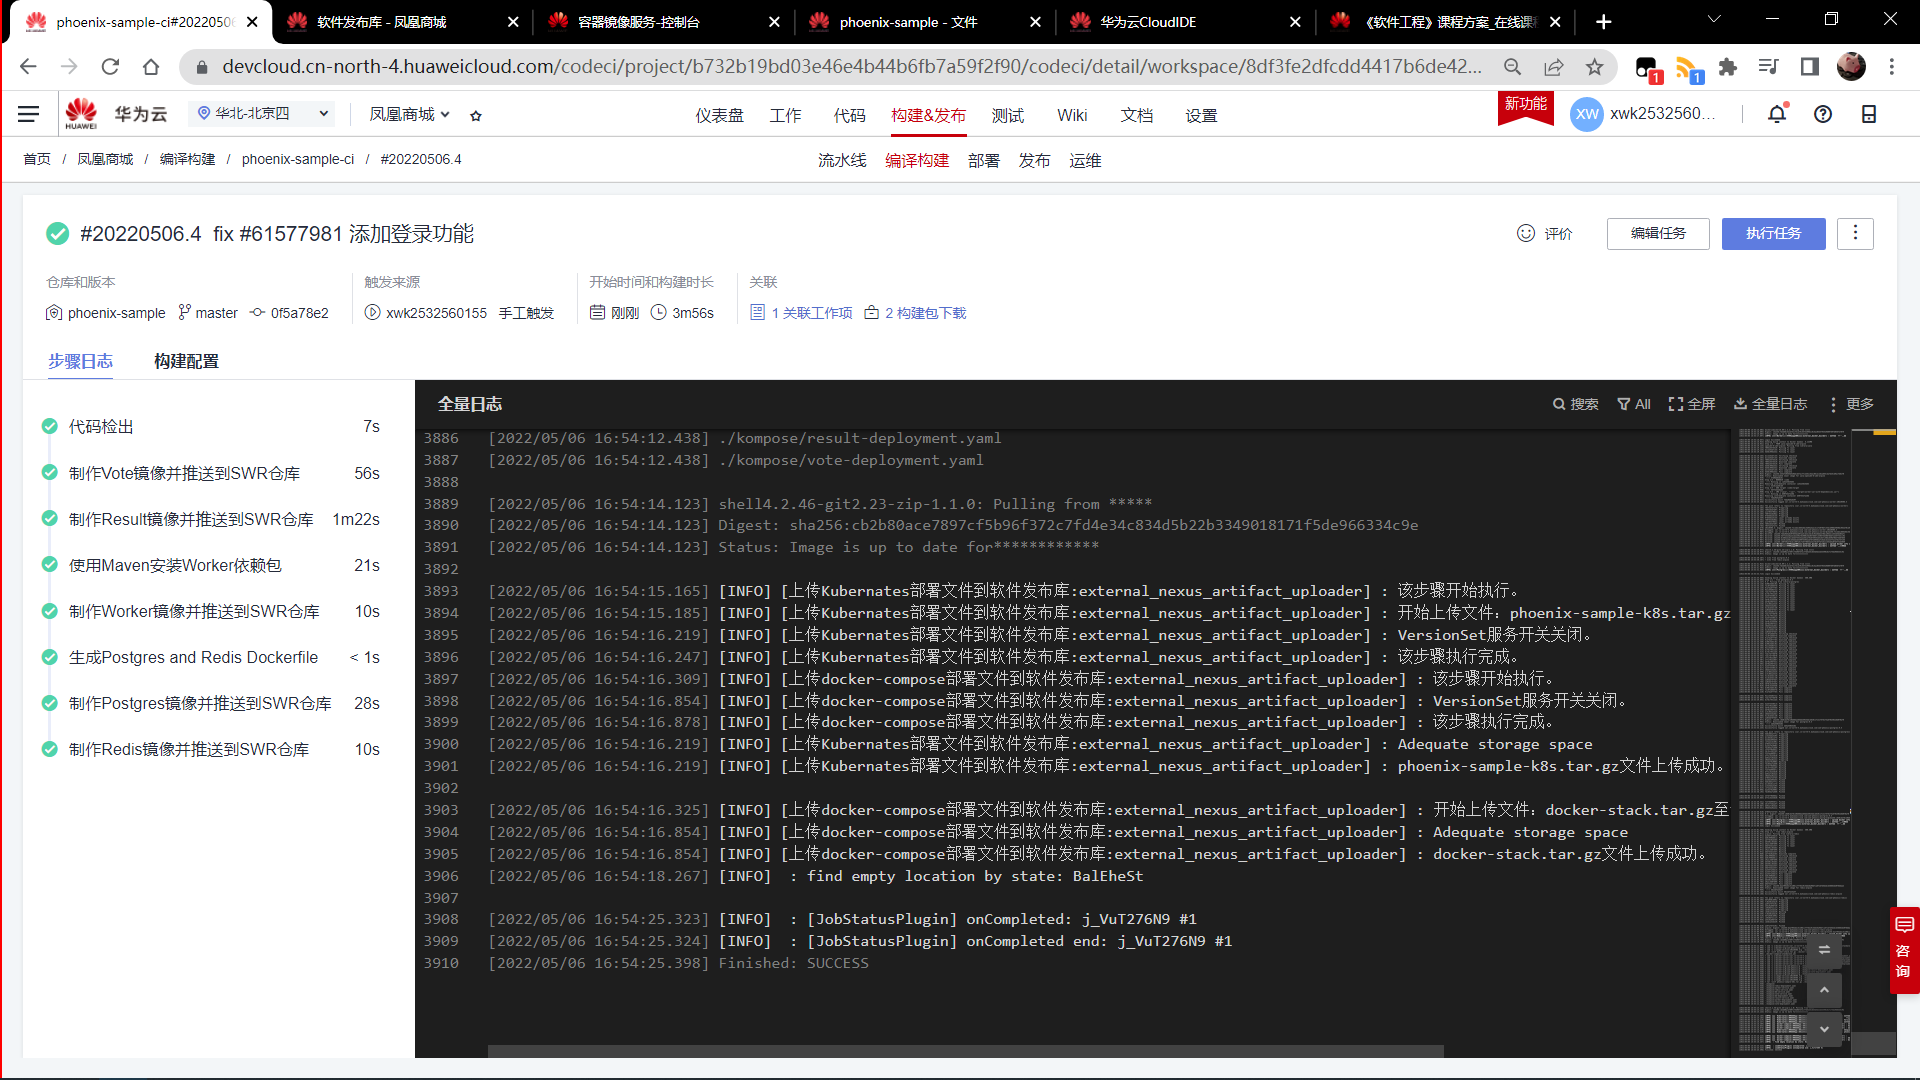 phoenix-sample-ci#2022050
软件发布库 - 凤凰商城
容器镜像服务-控制台
phoenix-sample - 文件
华为云CloudIDE
《软件工程》课程方案_在线课
devcloud.cn-north-4.huaweicloud.com/codeci/project/b732b19bd03e46e4b44b6fb7a59f2f90/codeci/detail/workspace/8df3fe2dfcdd4417b6de42...
1
1
HUAWEI 华为云 华北-北京四 凤凰商城 仪表盘 工作 代码 构建&发布 测试 Wiki 文档 设置 新功能 XW xwk2532560...
首页 / 凤凰商城 / 编译构建 / phoenix-sample-ci / #20220506.4 流水线 编译构建 部署 发布 运维
#20220506.4 fix #61577981 添加登录功能 评价 编辑任务 执行任务
仓库和版本 触发来源 开始时间和构建时长 关联
phoenix-sample master 0f5a78e2 xwk2532560155 手工触发 刚刚 3m56s 1 关联工作项 2 构建包下载
步骤日志 构建配置
代码检出 7s
制作Vote镜像并推送到SWR仓库 56s
制作Result镜像并推送到SWR仓库 1m22s
使用Maven安装Worker依赖包 21s
制作Worker镜像并推送到SWR仓库 10s
生成Postgres and Redis Dockerfile < 1s
制作Postgres镜像并推送到SWR仓库 28s
制作Redis镜像并推送到SWR仓库 10s
全量日志 搜索 All 全屏 全量日志 更多
3886 [2022/05/06 16:54:12.438] ./kompose/result-deployment.yaml
3887 [2022/05/06 16:54:12.438] ./kompose/vote-deployment.yaml
3888
3889 [2022/05/06 16:54:14.123] shell4.2.46-git2.23-zip-1.1.0: Pulling from *****
3890 [2022/05/06 16:54:14.123] Digest: sha256:cb2b80ace7897cf5b96f372c7fd4e34c834d5b22b3349018171f5de966334c9e
3891 [2022/05/06 16:54:14.123] Status: Image is up to date for************
3892
3893 [2022/05/06 16:54:15.165] [INFO] [上传Kubernates部署文件到软件发布库:external_nexus_artifact_uploader] : 该步骤开始执行。
3894 [2022/05/06 16:54:15.185] [INFO] [上传Kubernates部署文件到软件发布库:external_nexus_artifact_uploader] : 开始上传文件: phoenix-sample-k8s.tar.gz
3895 [2022/05/06 16:54:16.219] [INFO] [上传Kubernates部署文件到软件发布库:external_nexus_artifact_uploader] : VersionSet服务开关关闭。
3896 [2022/05/06 16:54:16.247] [INFO] [上传Kubernates部署文件到软件发布库:external_nexus_artifact_uploader] : 该步骤执行完成。
3897 [2022/05/06 16:54:16.309] [INFO] [上传docker-compose部署文件到软件发布库:external_nexus_artifact_uploader] : 该步骤开始执行。
3898 [2022/05/06 16:54:16.854] [INFO] [上传docker-compose部署文件到软件发布库:external_nexus_artifact_uploader] : VersionSet服务开关关闭。
3899 [2022/05/06 16:54:16.878] [INFO] [上传docker-compose部署文件到软件发布库:external_nexus_artifact_uploader] : 该步骤执行完成。
3900 [2022/05/06 16:54:16.219] [INFO] [上传Kubernates部署文件到软件发布库:external_nexus_artifact_uploader] : Adequate storage space
3901 [2022/05/06 16:54:16.219] [INFO] [上传Kubernates部署文件到软件发布库:external_nexus_artifact_uploader] : phoenix-sample-k8s.tar.gz文件上传成功。
3902
3903 [2022/05/06 16:54:16.325] [INFO] [上传docker-compose部署文件到软件发布库:external_nexus_artifact_uploader] : 开始上传文件: docker-stack.tar.gz至
3904 [2022/05/06 16:54:16.854] [INFO] [上传docker-compose部署文件到软件发布库:external_nexus_artifact_uploader] : Adequate storage space
3905 [2022/05/06 16:54:16.854] [INFO] [上传docker-compose部署文件到软件发布库:external_nexus_artifact_uploader] : docker-stack.tar.gz文件上传成功。
3906 [2022/05/06 16:54:18.267] [INFO] : find empty location by state: BalEheSt
3907
3908 [2022/05/06 16:54:25.323] [INFO] : [JobStatusPlugin] onCompleted: j_VuT276N9 #1
3909 [2022/05/06 16:54:25.324] [INFO] : [JobStatusPlugin] onCompleted end: j_VuT276N9 #1
3910 [2022/05/06 16:54:25.398] Finished: SUCCESS
咨询